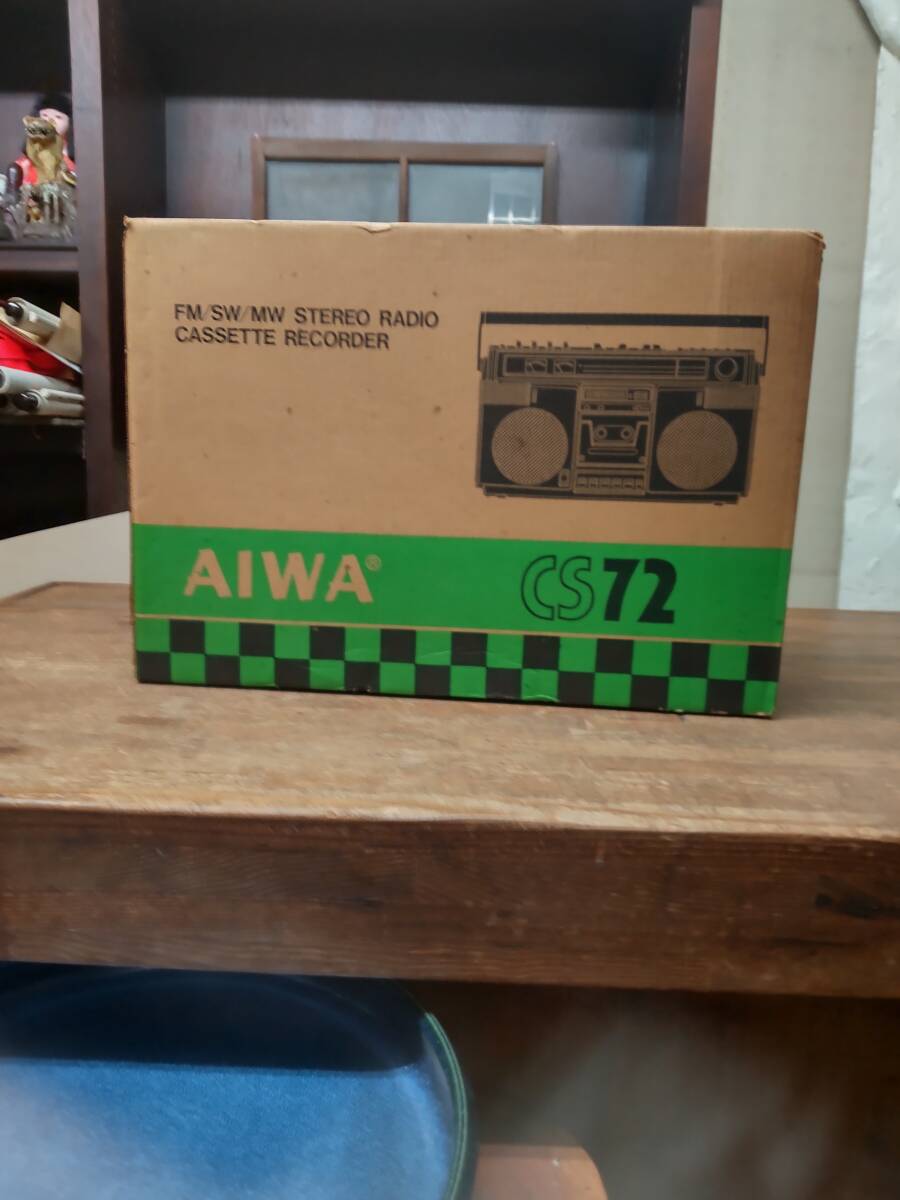 FM/SW/MW STEREO RADIO
CASSETTE RECORDER
AIWA®
CS72